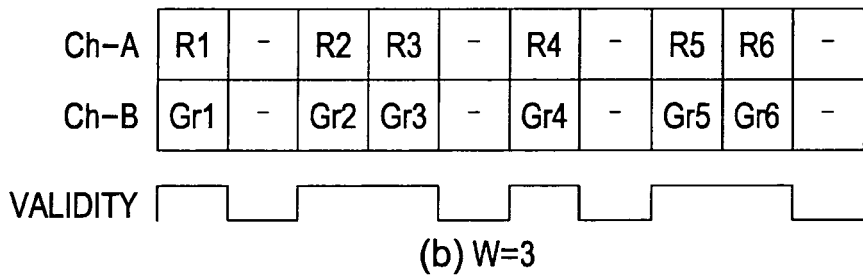 Ch-A R1 - R2 R3 - R4 - R5 R6 -
Ch-B Gr1 - Gr2 Gr3 - Gr4 - Gr5 Gr6 -
VALIDITY
(b) W=3